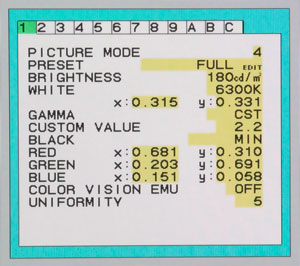 1 2 3 4 5 6 7 8 9 A B C
PICTURE MODE 4
PRESET FULL EDIT
BRIGHTNESS 180cd/㎡
WHITE 6300K
x:0.315 y:0.331
GAMMA CST
CUSTOM VALUE 2.2
BLACK MIN
RED x:0.681 y:0.310
GREEN x:0.203 y:0.691
BLUE x:0.151 y:0.058
COLOR VISION EMU OFF
UNIFORMITY 5